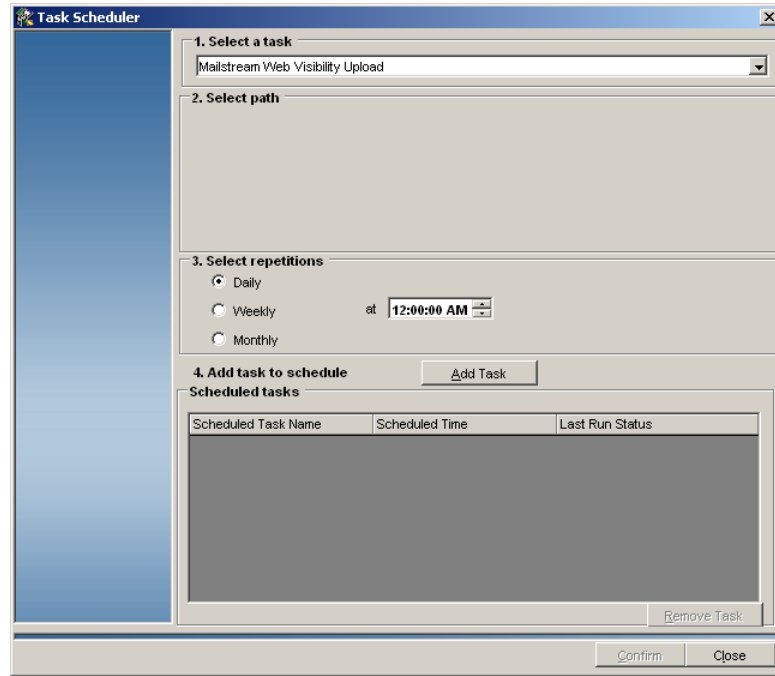 Task Scheduler
1. Select a task
Mailstream Web Visibility Upload
2. Select path
3. Select repetitions
Daily
Weekly at 12:00:00 AM
Monthly
4. Add task to schedule Add Task
Scheduled tasks
Scheduled Task Name Scheduled Time Last Run Status
Remove Task
Confirm Close